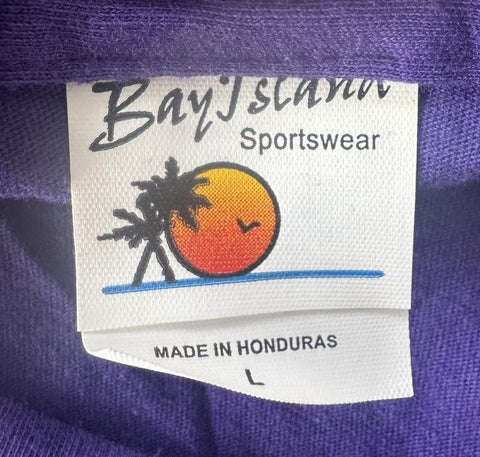 Bay Island
Sportswear
MADE IN HONDURAS
L